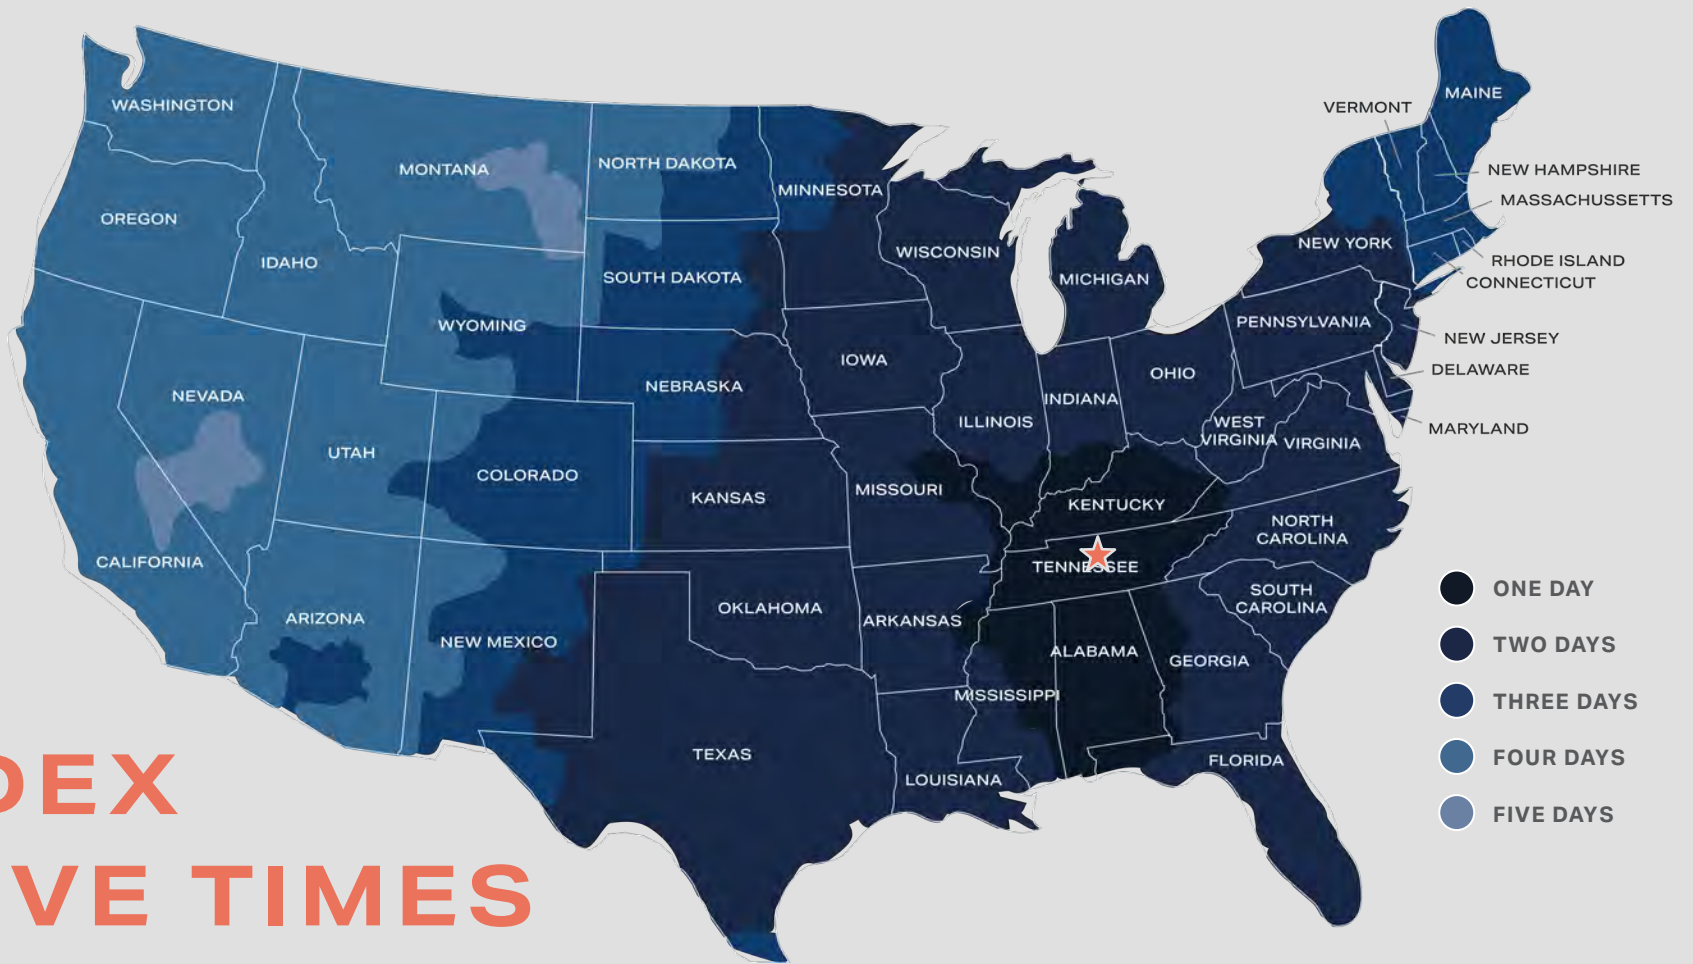 WASHINGTON
OREGON
IDAHO
MONTANA
NORTH DAKOTA
MINNESOTA
WISCONSIN
MICHIGAN
VERMONT
MAINE
NEW HAMPSHIRE
MASSACHUSSETTS
NEW YORK
RHODE ISLAND
CONNECTICUT
SOUTH DAKOTA
WYOMING
IOWA
PENNSYLVANIA
NEW JERSEY
DELAWARE
MARYLAND
NEVADA
UTAH
COLORADO
NEBRASKA
KANSAS
MISSOURI
ILLINOIS
INDIANA
OHIO
WEST
VIRGINIA
VIRGINIA
KENTUCKY
TENNESSEE
NORTH
CAROLINA
SOUTH
CAROLINA
CALIFORNIA
ARIZONA
NEW MEXICO
OKLAHOMA
ARKANSAS
TEXAS
LOUISIANA
MISSISSIPPI
ALABAMA
GEORGIA
FLORIDA
ONE DAY
TWO DAYS
THREE DAYS
FOUR DAYS
FIVE DAYS
DEX
VE TIMES